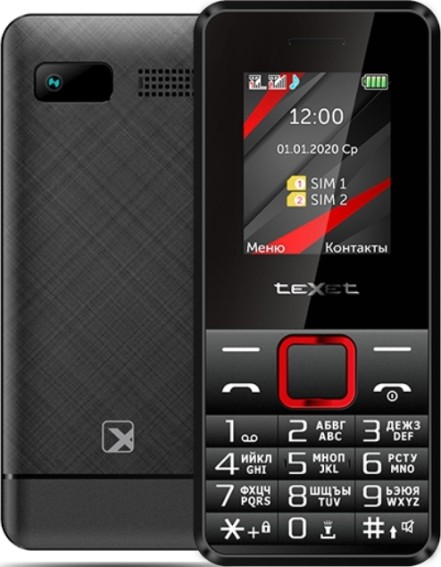 12:00
01.01.2020 Ср
1 SIM 1
2 SIM 2
Меню Контакты
teXet
1
2 АБВГ ABC
3 ДЕЖЗ DEF
4 ИЙКЛ GHI
5 МНОП JKL
6 РСТУ MNO
7 ФХЦЧ PQRS
8 ШЩЪЫ TUV
9 ЬЭЮЯ WXYZ
* +
0
#